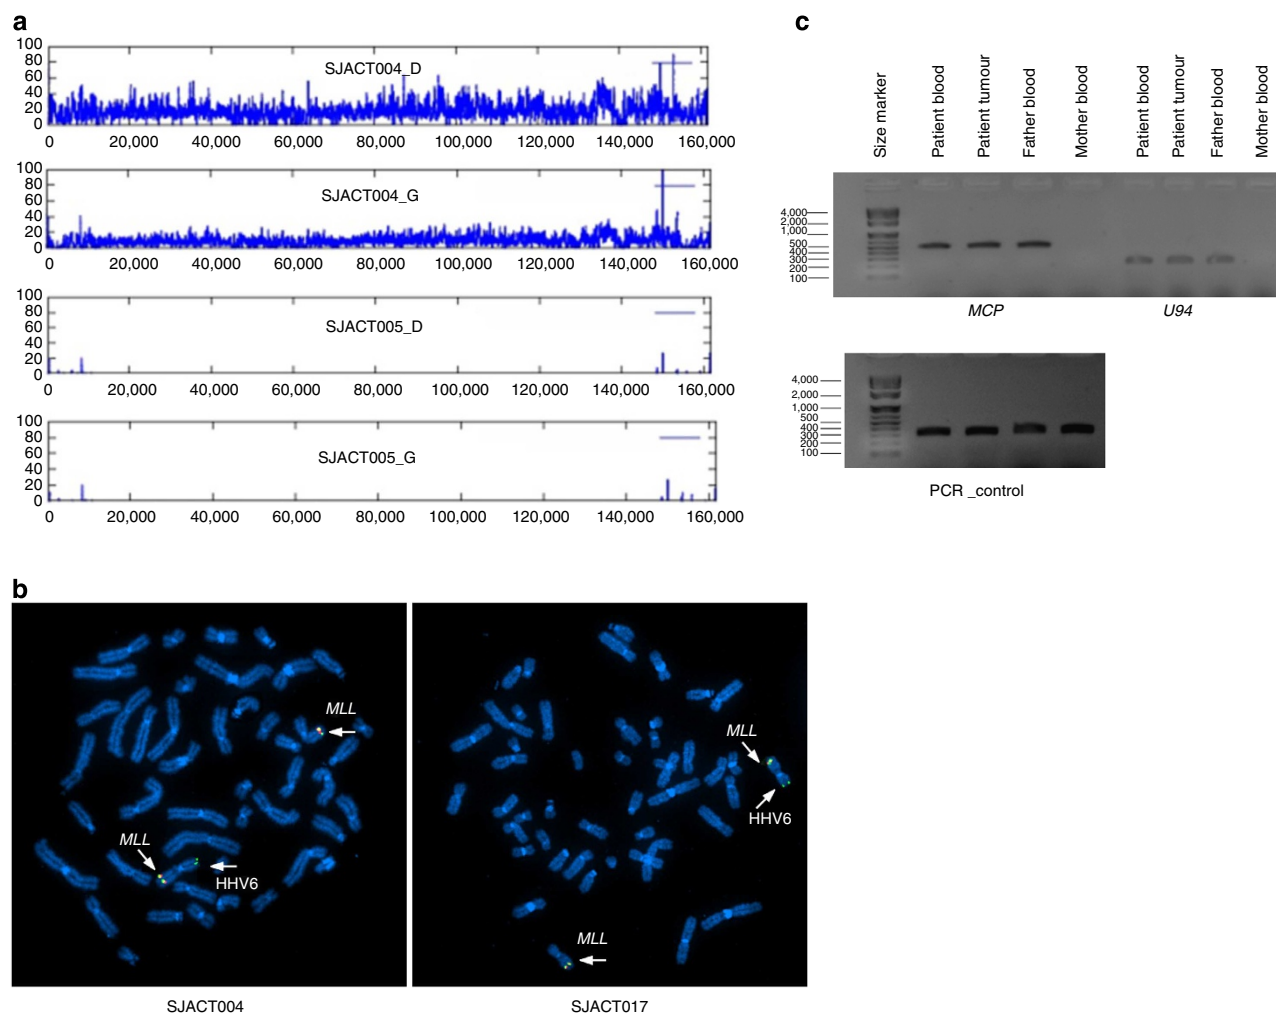 a
100
80
60
40
20
0
SJACT004_D
0 20,000 40,000 60,000 80,000 100,000 120,000 140,000 160,000
100
80
60
40
20
0
SJACT004_G
0 20,000 40,000 60,000 80,000 100,000 120,000 140,000 160,000
100
80
60
40
20
0
SJACT005_D
0 20,000 40,000 60,000 80,000 100,000 120,000 140,000 160,000
100
80
60
40
20
0
SJACT005_G
0 20,000 40,000 60,000 80,000 100,000 120,000 140,000 160,000
c
Size marker
Patient blood
Patient tumour
Father blood
Mother blood
Patient blood
Patient tumour
Father blood
Mother blood
4,000
2,000
1,000
500
400
300
200
100
MCP
U94
4,000
2,000
1,000
500
400
300
200
100
PCR _control
b
MLL
MLL
HHV6
SJACT004
MLL
HHV6
MLL
SJACT017